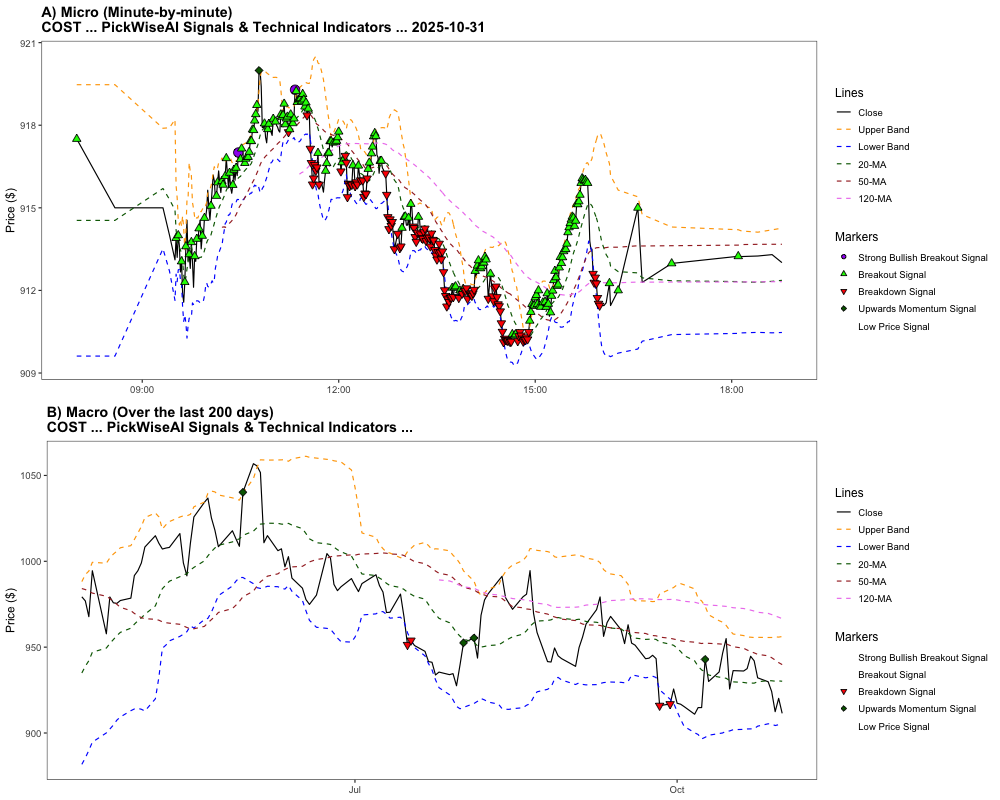 A) Micro (Minute-by-minute)
COST ... PickWiseAI Signals & Technical Indicators ... 2025-10-31
Price ($)
921
918
915
912
909
09:00
12:00
15:00
18:00
Lines
Close
Upper Band
Lower Band
20-MA
50-MA
120-MA
Markers
Strong Bullish Breakout Signal
Breakout Signal
Breakdown Signal
Upwards Momentum Signal
Low Price Signal
B) Macro (Over the last 200 days)
COST ... PickWiseAI Signals & Technical Indicators ...
Price ($)
1050
1000
950
900
Jul
Oct
Lines
Close
Upper Band
Lower Band
20-MA
50-MA
120-MA
Markers
Strong Bullish Breakout Signal
Breakout Signal
Breakdown Signal
Upwards Momentum Signal
Low Price Signal